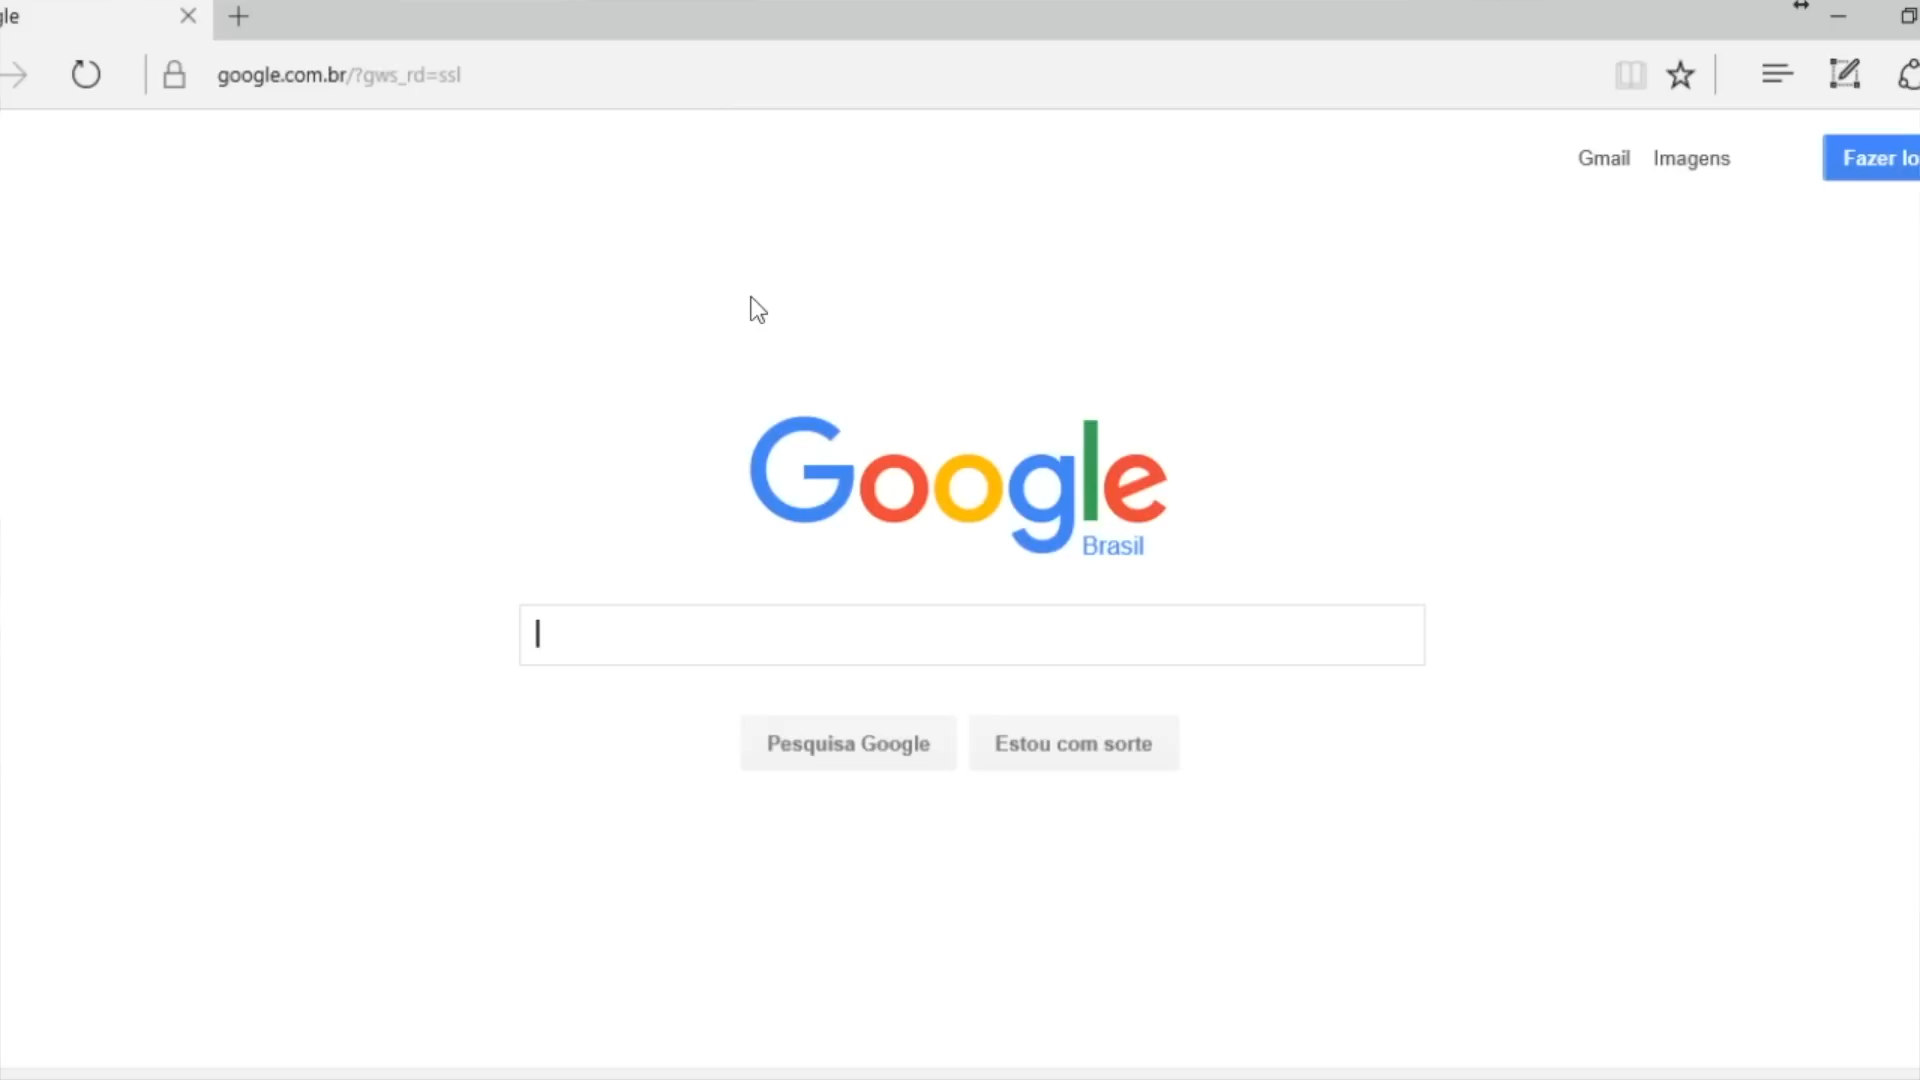 gle
google.com.br/?gws_rd=ssl
Gmail Imagens
Fazer lo
Google
Brasil
Pesquisa Google Estou com sorte